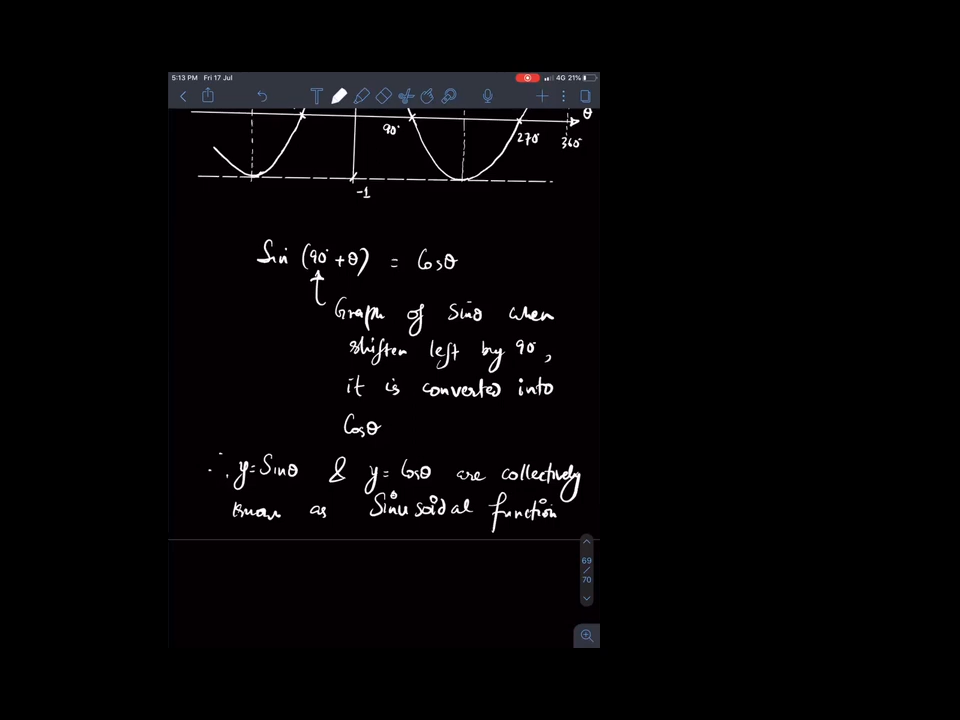 5:13 PM Fri 17 Jul 4G 21%
θ
90° 270° 360°
-1
Sin (90° + θ) = Cosθ
Graph of sinθ when
shiften left by 90°,
it is converted into
Cosθ
∴ y=Sinθ & y=Cosθ are collectively
known as Sinusoidal function
69
/
70